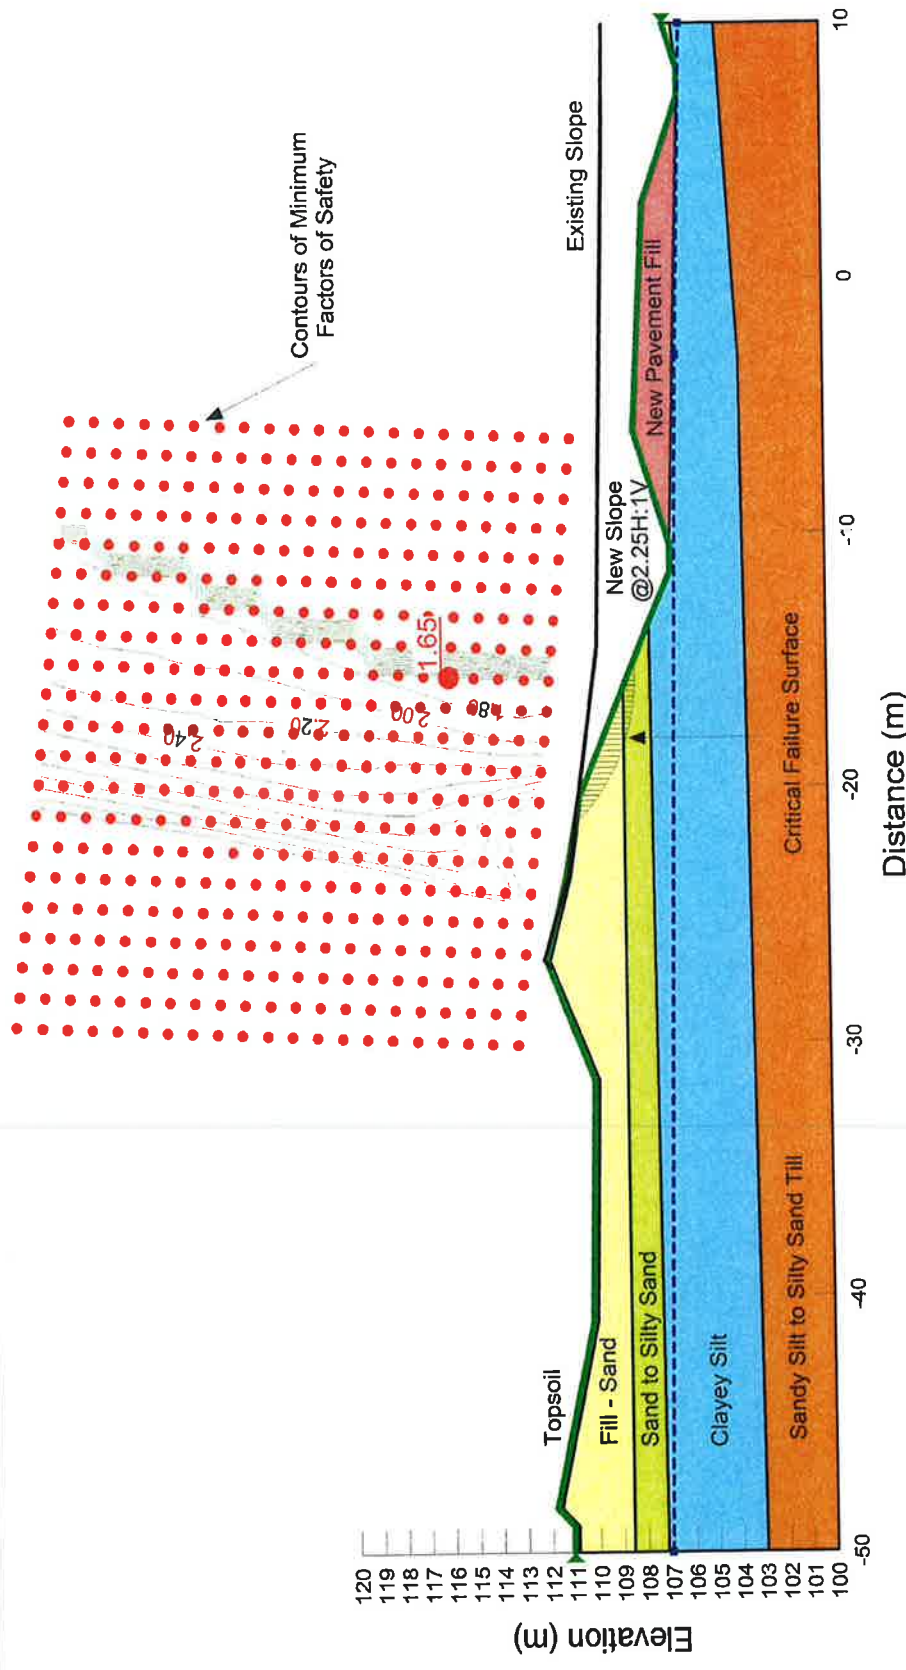 Contours of Minimum
Factors of Safety
2.40
2.20
2.00
1.80
1.65
Existing Slope
New Slope
@2.25H:1V
New Pavement Fill
Topsoil
Fill - Sand
Sand to Silty Sand
Clayey Silt
Sandy Silt to Silty Sand Till
Critical Failure Surface
Elevation (m)
120
119
118
117
116
115
114
113
112
111
110
109
108
107
106
105
104
103
102
101
100
-50
-40
-30
-20
-10
0
10
Distance (m)